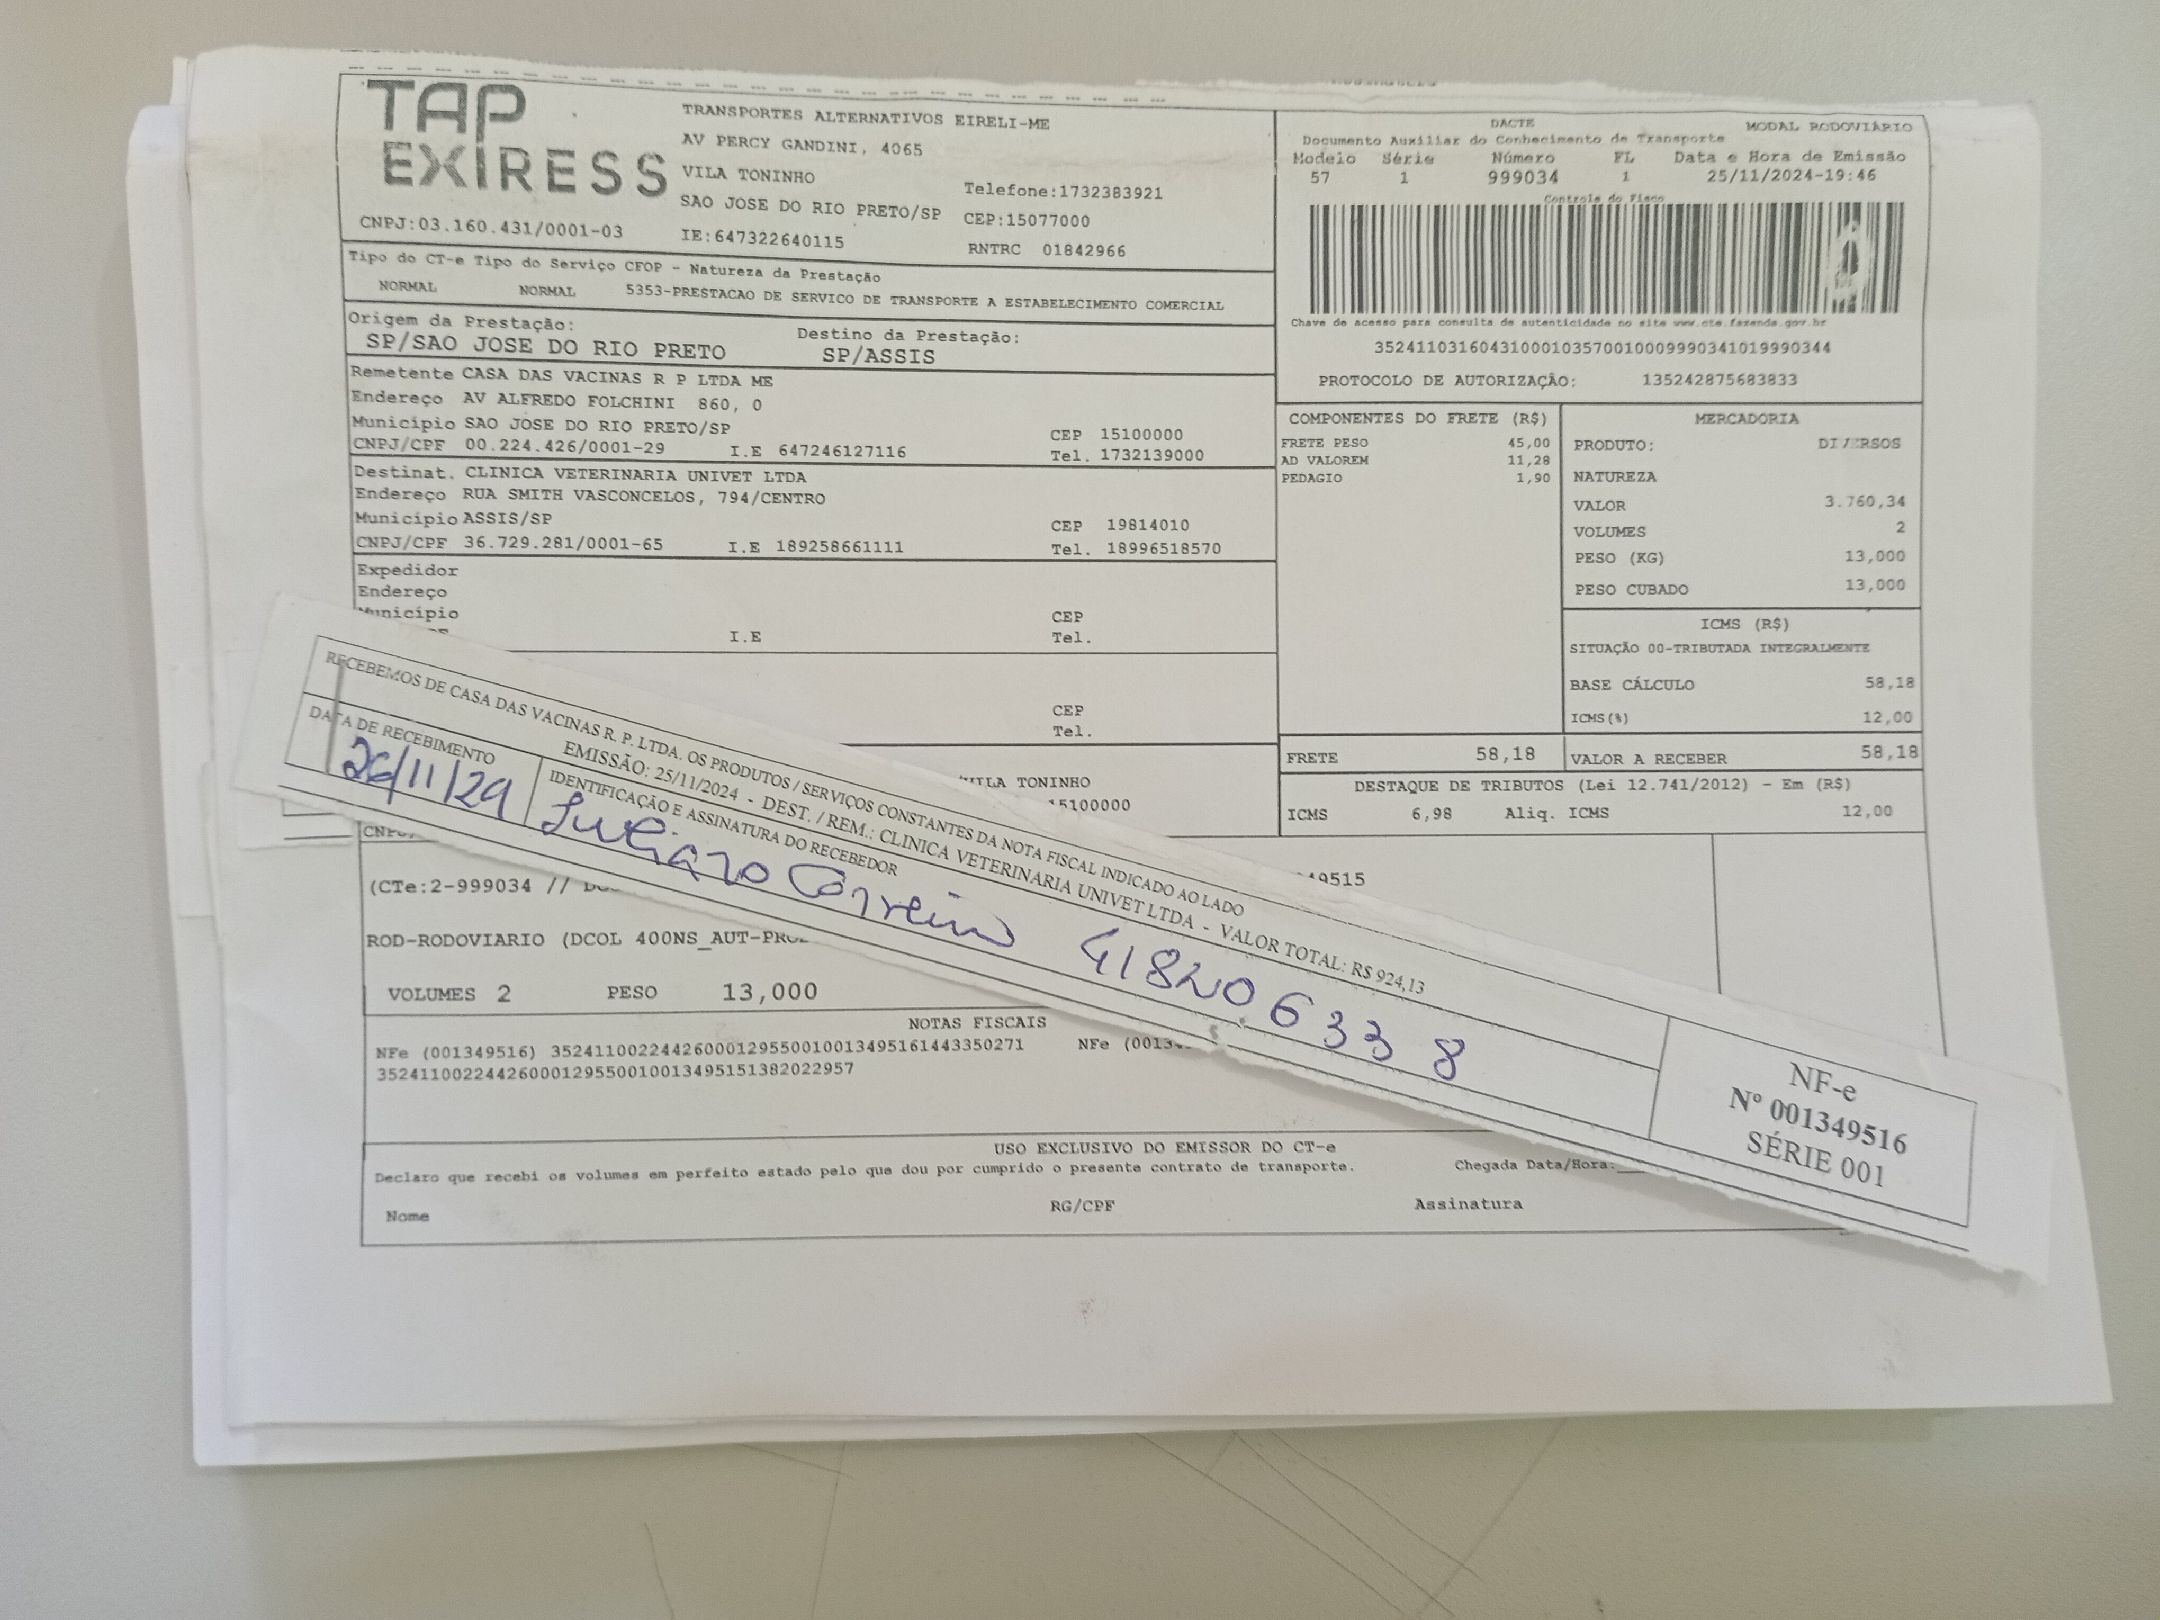 TAP
EXPRESS
TRANSPORTES ALTERNATIVOS EIRELI-ME
AV PERCY GANDINI, 4065
VILA TONINHO
SAO JOSE DO RIO PRETO/SP
Telefone:1732383921
CEP:15077000
CNPJ:03.160.431/0001-03
IE:647322640115
RNTRC 01842966
DACTE
MODAL RODOVIÁRIO
Documento Auxiliar do Conhecimento de Transporte
Modelo Série Número FL Data e Hora de Emissão
57 1 999034 1 25/11/2024-19:46
Controle do Fisco
Chave de acesso para consulta de autenticidade no site www.cte.fazenda.gov.br
35241103160431000103570010009990341019990344
PROTOCOLO DE AUTORIZAÇÃO: 135242875683833
Tipo do CT-e Tipo do Serviço CFOP - Natureza da Prestação
NORMAL NORMAL 5353-PRESTACAO DE SERVICO DE TRANSPORTE A ESTABELECIMENTO COMERCIAL
Origem da Prestação: Destino da Prestação:
SP/SAO JOSE DO RIO PRETO SP/ASSIS
Remetente CASA DAS VACINAS R P LTDA ME
Endereço AV ALFREDO FOLCHINI 860, 0
Município SAO JOSE DO RIO PRETO/SP CEP 15100000
CNPJ/CPF 00.224.426/0001-29 I.E 647246127116 Tel. 1732139000
Destinat. CLINICA VETERINARIA UNIVET LTDA
Endereço RUA SMITH VASCONCELOS, 794/CENTRO
Município ASSIS/SP CEP 19814010
CNPJ/CPF 36.729.281/0001-65 I.E 189258661111 Tel. 18996518570
Expedidor
Endereço
Município CEP
I.E Tel.
CEP
Tel.
VILA TONINHO
15100000
COMPONENTES DO FRETE (R$)
FRETE PESO 45,00
AD VALOREM 11,28
PEDAGIO 1,90
MERCADORIA
PRODUTO: DIVERSOS
NATUREZA
VALOR 3.760,34
VOLUMES 2
PESO (KG) 13,000
PESO CUBADO 13,000
ICMS (R$)
SITUAÇÃO 00-TRIBUTADA INTEGRALMENTE
BASE CÁLCULO 58,18
ICMS(%) 12,00
FRETE 58,18 VALOR A RECEBER 58,18
DESTAQUE DE TRIBUTOS (Lei 12.741/2012) - Em (R$)
ICMS 6,98 Aliq. ICMS 12,00
RECEBEMOS DE CASA DAS VACINAS R. P. LTDA. OS PRODUTOS / SERVIÇOS CONSTANTES DA NOTA FISCAL INDICADO AO LADO
EMISSÃO: 25/11/2024 - DEST. / REM.: CLINICA VETERINARIA UNIVET LTDA - VALOR TOTAL: R$ 924,13
DATA DE RECEBIMENTO
26/11/24
IDENTIFICAÇÃO E ASSINATURA DO RECEBEDOR
Luciano Correia 41820633 8
NF-e
Nº 001349516
SÉRIE 001
(CTe:2-999034 //
49515
ROD-RODOVIARIO (DCOL 400NS_AUT-PR
VOLUMES 2 PESO 13,000
NOTAS FISCAIS
NFe (001349516) 35241100224426000129550010013495161443350271 NFe (0013
35241100224426000129550010013495151382022957
USO EXCLUSIVO DO EMISSOR DO CT-e
Declaro que recebi os volumes em perfeito estado pelo que dou por cumprido o presente contrato de transporte. Chegada Data/Hora:
Nome RG/CPF Assinatura